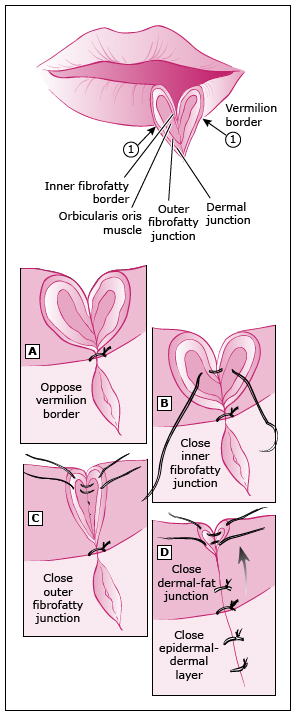 Vermilion
border
1
1
Inner fibrofatty
border
Orbicularis oris
muscle
Outer
fibrofatty
junction
Dermal
junction
A
Oppose
vermilion
border
B
Close
inner
fibrofatty
junction
C
Close
outer
fibrofatty
junction
D
Close
dermal-fat
junction
Close
epidermal-
dermal
layer